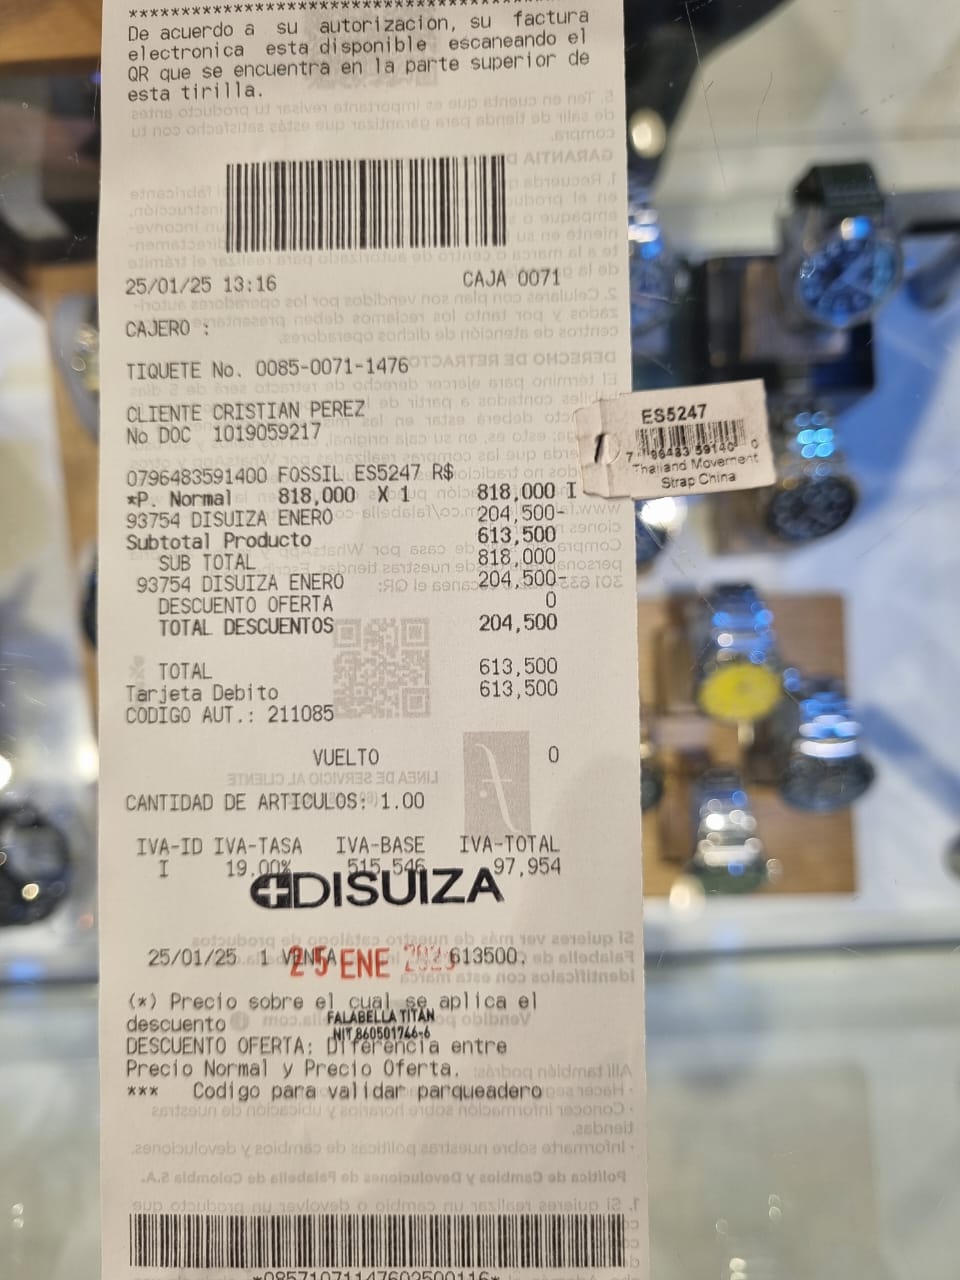 ****************************************
De acuerdo a su autorizacion, su factura
electronica esta disponible escaneando el
QR que se encuentra en la parte superior de
esta tirilla.
25/01/25 13:16 CAJA 0071
CAJERO :
TIQUETE No. 0085-0071-1476
CLIENTE CRISTIAN PEREZ
No DOC 1019059217
0796483591400 FOSSIL ES5247 R$
*P. Normal 818,000 X 1 818,000 I
93754 DISUIZA ENERO 204,500-
Subtotal Producto 613,500
SUB TOTAL 818,000
93754 DISUIZA ENERO 204,500-
DESCUENTO OFERTA 0
TOTAL DESCUENTOS 204,500
TOTAL 613,500
Tarjeta Debito 613,500
CODIGO AUT.: 211085
VUELTO 0
CANTIDAD DE ARTICULOS: 1.00
IVA-ID IVA-TASA IVA-BASE IVA-TOTAL
I 19.00% 515,546 97,954
DISUIZA
25/01/25 1 VENTA 613500.
25 ENE 2025
(*) Precio sobre el cual se aplica el
descuento
FALABELLA TITÁN
NIT 860501746-6
DESCUENTO OFERTA: Diferencia entre
Precio Normal y Precio Oferta.
*** Codigo para validar parqueadero
ES5247
7 96483 59140 0
Thailand Movement
Strap China